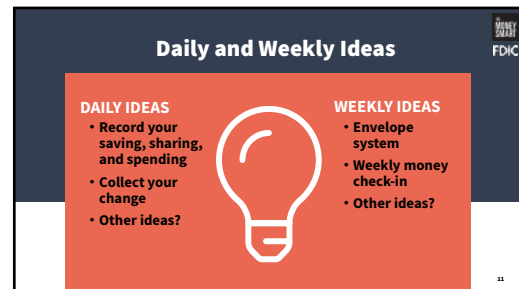 MONEY
SMART
FDIC
Daily and Weekly Ideas
DAILY IDEAS
• Record your
saving, sharing,
and spending
• Collect your
change
• Other ideas?
WEEKLY IDEAS
• Envelope
system
• Weekly money
check-in
• Other ideas?
11